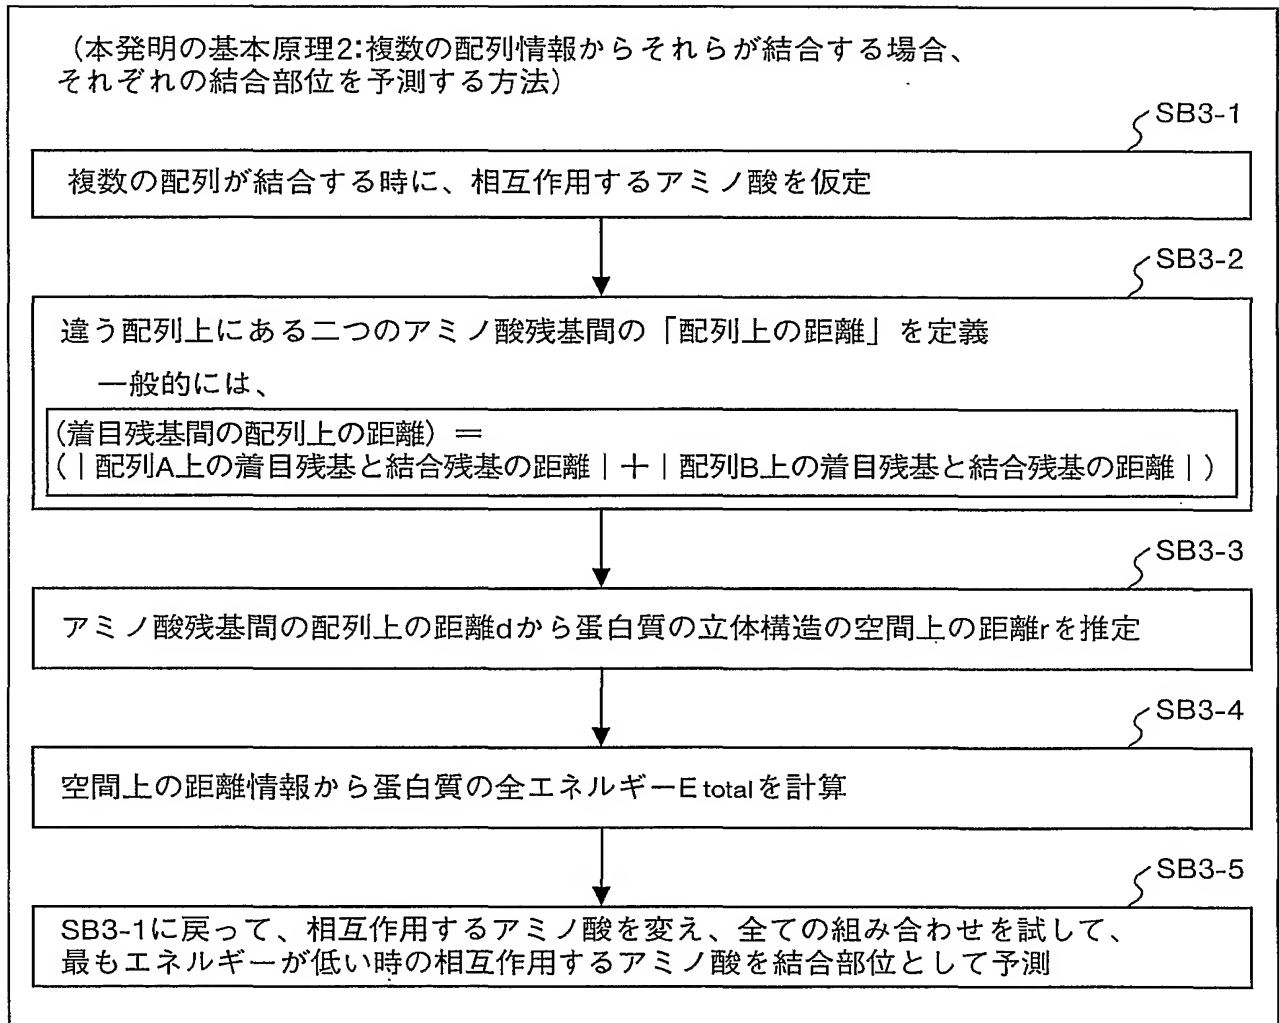 （本発明の基本原理2:複数の配列情報からそれらが結合する場合、
それぞれの結合部位を予測する方法）
SB3-1
複数の配列が結合する時に、相互作用するアミノ酸を仮定
SB3-2
違う配列上にある二つのアミノ酸残基間の「配列上の距離」を定義
一般的には、
（着目残基間の配列上の距離）＝
（｜配列A上の着目残基と結合残基の距離｜＋｜配列B上の着目残基と結合残基の距離｜）
SB3-3
アミノ酸残基間の配列上の距離dから蛋白質の立体構造の空間上の距離rを推定
SB3-4
空間上の距離情報から蛋白質の全エネルギーE totalを計算
SB3-5
SB3-1に戻って、相互作用するアミノ酸を変え、全ての組み合わせを試して、
最もエネルギーが低い時の相互作用するアミノ酸を結合部位として予測